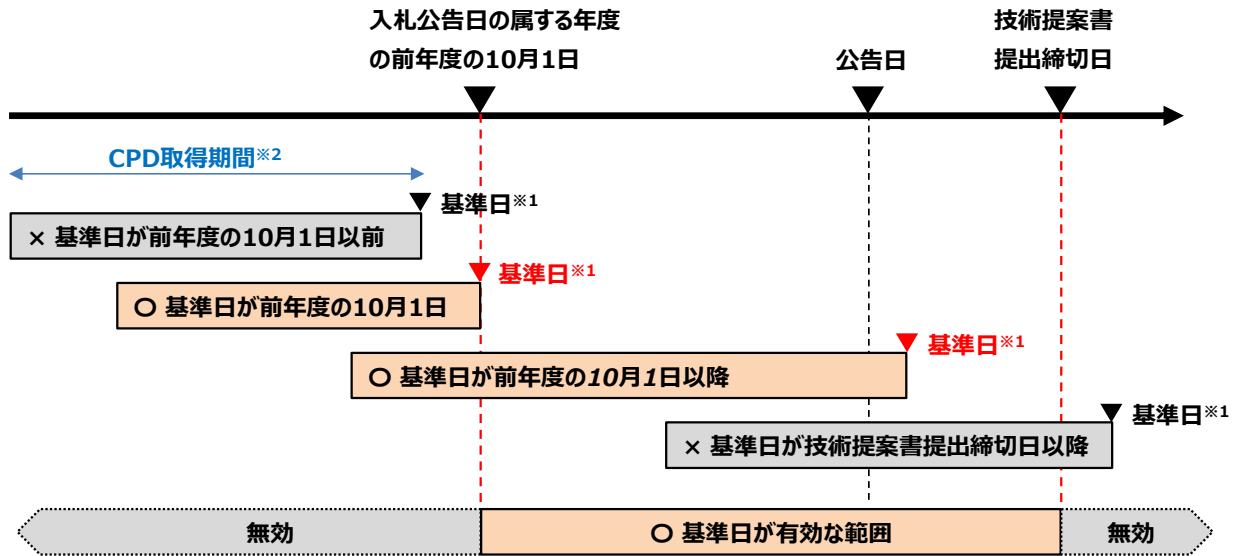 入札公告日の属する年度
の前年度の10月1日
公告日
技術提案書
提出締切日
CPD取得期間※2
基準日※1
× 基準日が前年度の10月1日以前
基準日※1
〇 基準日が前年度の10月1日
基準日※1
〇 基準日が前年度の10月1日以降
基準日※1
× 基準日が技術提案書提出締切日以降
無効
〇 基準日が有効な範囲
無効